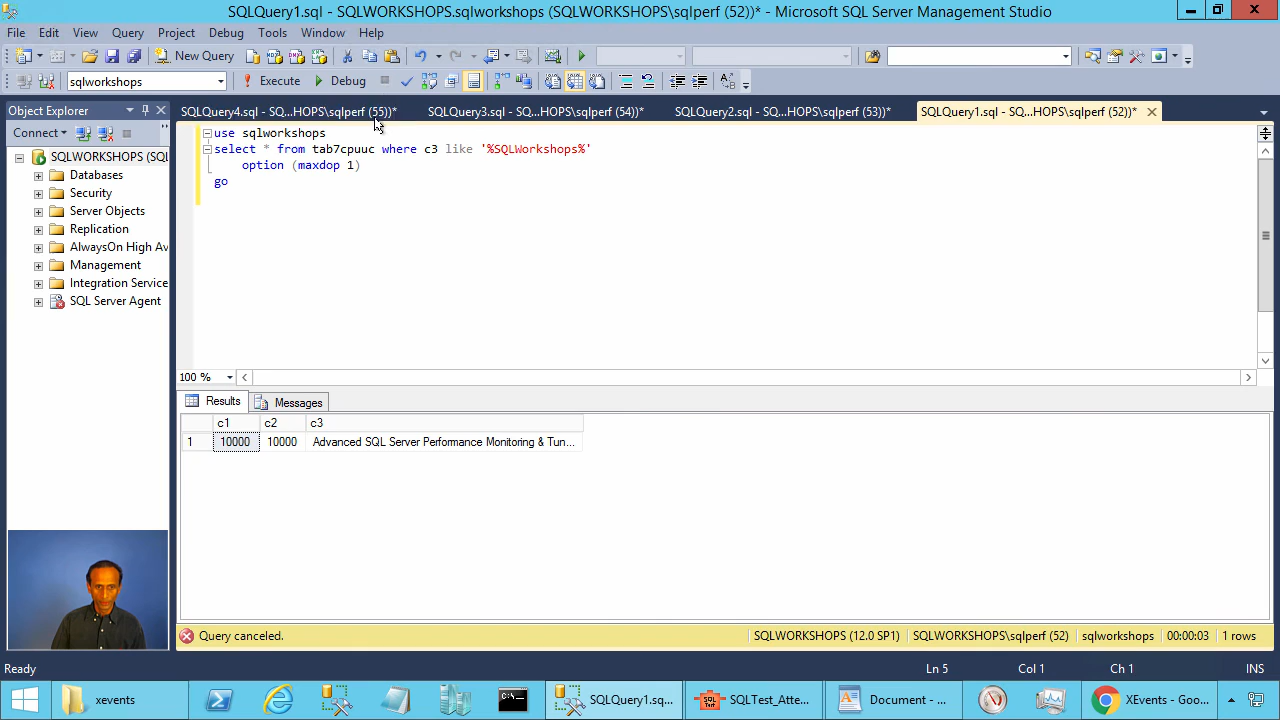 SQLQuery1.sql - SQLWORKSHOPS.sqlworkshops (SQLWORKSHOPS\sqlperf (52))* - Microsoft SQL Server Management Studio
File Edit View Query Project Debug Tools Window Help
New Query
sqlworkshops Execute Debug
Object Explorer
SQLQuery4.sql - SQ...HOPS\sqlperf (55))* SQLQuery3.sql - SQ...HOPS\sqlperf (54))* SQLQuery2.sql - SQ...HOPS\sqlperf (53))* SQLQuery1.sql - SQ...HOPS\sqlperf (52))*
Connect
SQLWORKSHOPS (SQL
Databases
Security
Server Objects
Replication
AlwaysOn High Av
Management
Integration Service
SQL Server Agent
use sqlworkshops
select * from tab7cpuuc where c3 like '%SQLWorkshops%'
option (maxdop 1)
go
100 %
Results Messages
c1 c2 c3
1 10000 10000 Advanced SQL Server Performance Monitoring & Tun...
Query canceled. SQLWORKSHOPS (12.0 SP1) SQLWORKSHOPS\sqlperf (52) sqlworkshops 00:00:03 1 rows
Ready Ln 5 Col 1 Ch 1 INS
xevents SQLQuery1.sq... SQLTest_Atte... Document - ... XEvents - Goo...